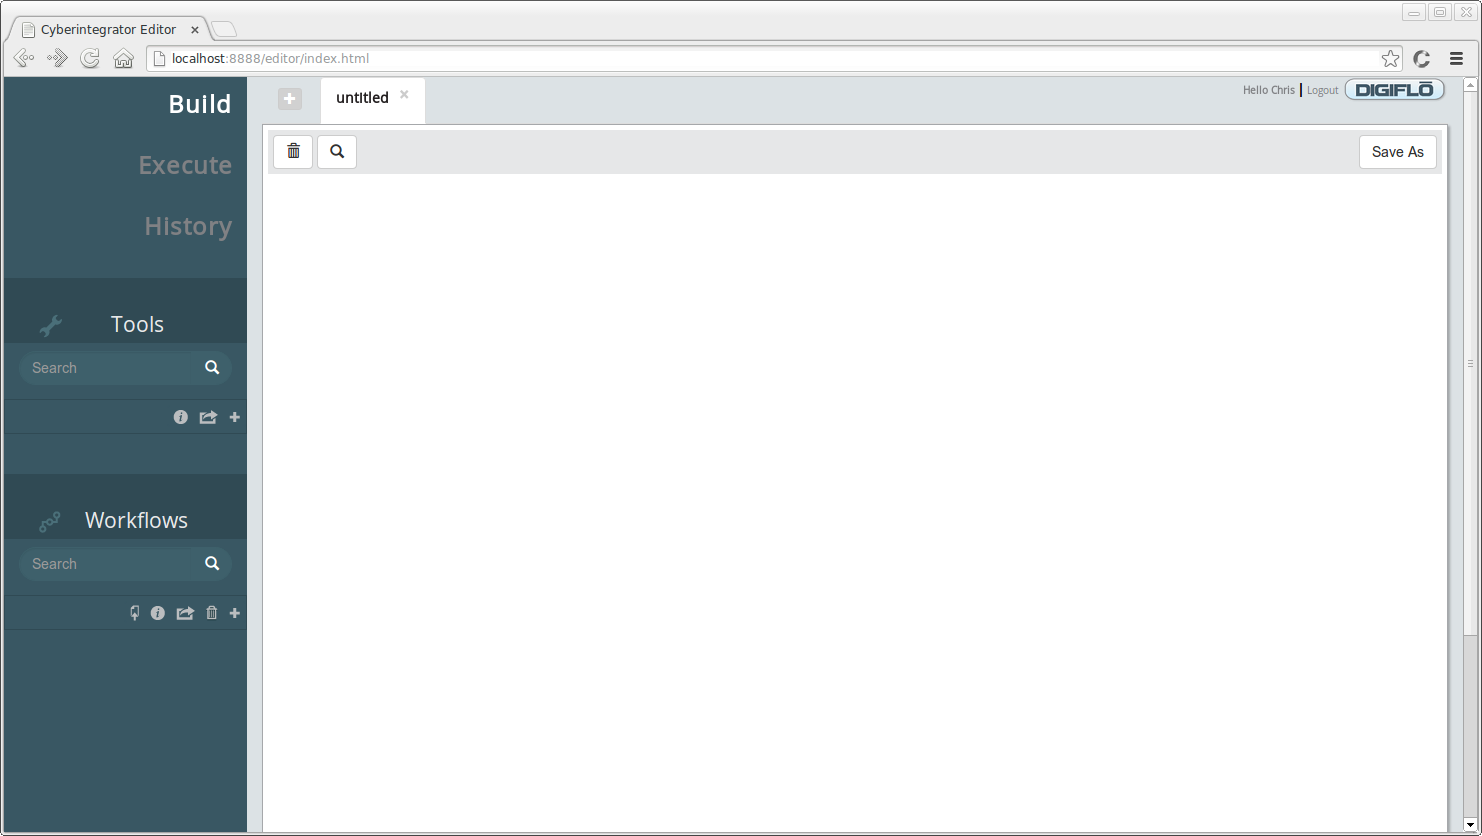 Cyberintegrator Editor
localhost:8888/editor/index.html
Build
Execute
History
Tools
Search
Workflows
Search
untitled
Hello Chris | Logout
DIGIFLŌ
Save As